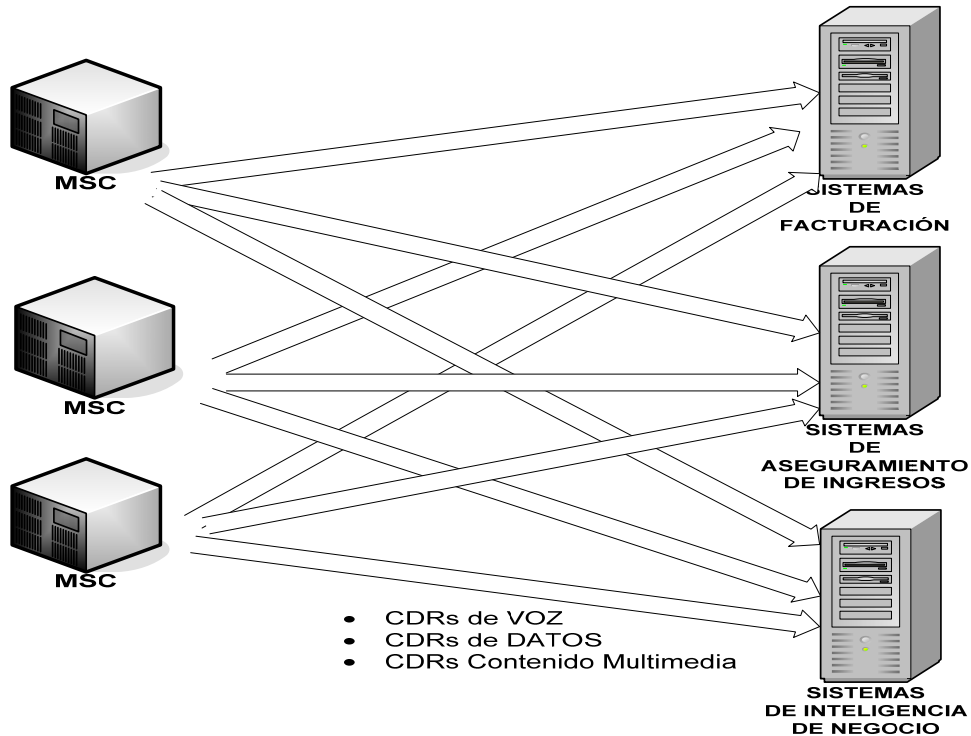 MSC
SISTEMAS
DE
FACTURACIÓN
MSC
SISTEMAS
DE
ASEGURAMIENTO
DE INGRESOS
MSC
• CDRs de VOZ
• CDRs de DATOS
• CDRs Contenido Multimedia
SISTEMAS
DE INTELIGENCIA
DE NEGOCIO